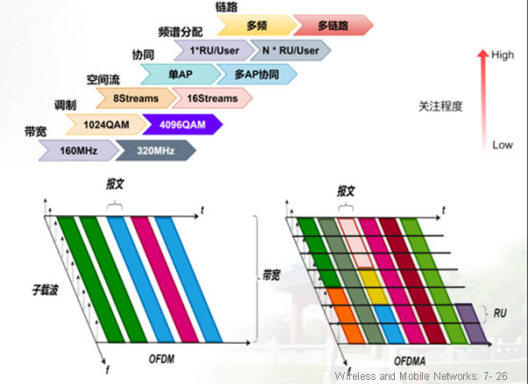 链路
多频 多链路
频谱分配
1*RU/User N * RU/User
High
协同
单AP 多AP协同
空间流
关注程度
8Streams 16Streams
调制
1024QAM 4096QAM
Low
带宽
160MHz 320MHz
报文 报文
t t
子载波 带宽
RU
OFDM OFDMA
f f
Wireless and Mobile Networks: 7- 26